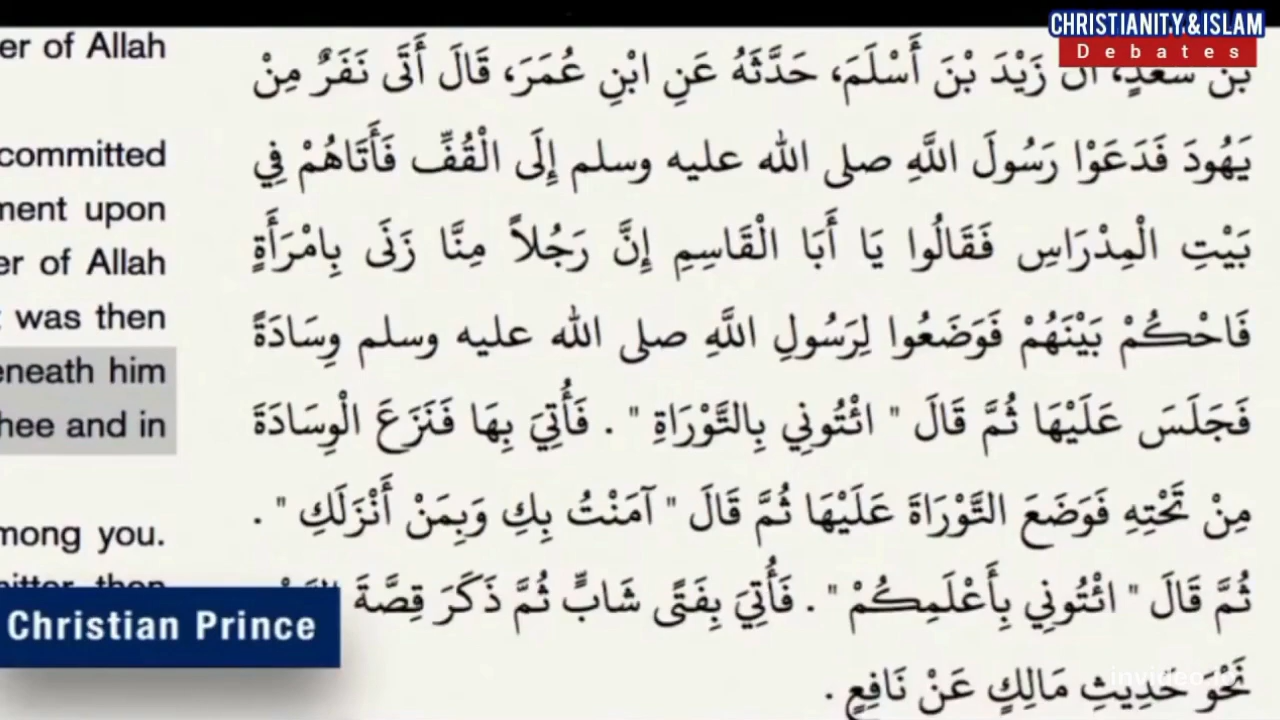 CHRISTIANITY & ISLAM
Debates
er of Allah
committed
ment upon
er of Allah
was then
eneath him
hee and in
mong you.
Christian Prince
بْنُ سَعْدٍ، أَنَّ زَيْدَ بْنَ أَسْلَمَ، حَدَّثَهُ عَنِ ابْنِ عُمَرَ، قَالَ أَتَى نَفَرٌ مِنْ
يَهُودَ فَدَعَوْا رَسُولَ اللَّهِ صلى الله عليه وسلم إِلَى الْقُفِّ فَأَتَاهُمْ فِي
بَيْتِ الْمِدْرَاسِ فَقَالُوا يَا أَبَا الْقَاسِمِ إِنَّ رَجُلاً مِنَّا زَنَى بِامْرَأَةٍ
فَاحْكُمْ بَيْنَهُمْ فَوَضَعُوا لِرَسُولِ اللَّهِ صلى الله عليه وسلم وِسَادَةً
فَجَلَسَ عَلَيْهَا ثُمَّ قَالَ " ائْتُونِي بِالتَّوْرَاةِ " . فَأُتِيَ بِهَا فَنَزَعَ الْوِسَادَةَ
مِنْ تَحْتِهِ فَوَضَعَ التَّوْرَاةَ عَلَيْهَا ثُمَّ قَالَ " آمَنْتُ بِكِ وَبِمَنْ أَنْزَلَكِ " .
ثُمَّ قَالَ " ائْتُونِي بِأَعْلَمِكُمْ " . فَأُتِيَ بِفَتًى شَابٍّ ثُمَّ ذَكَرَ قِصَّةَ
نَحْوَ حَدِيثِ مَالِكٍ عَنْ نَافِعٍ .